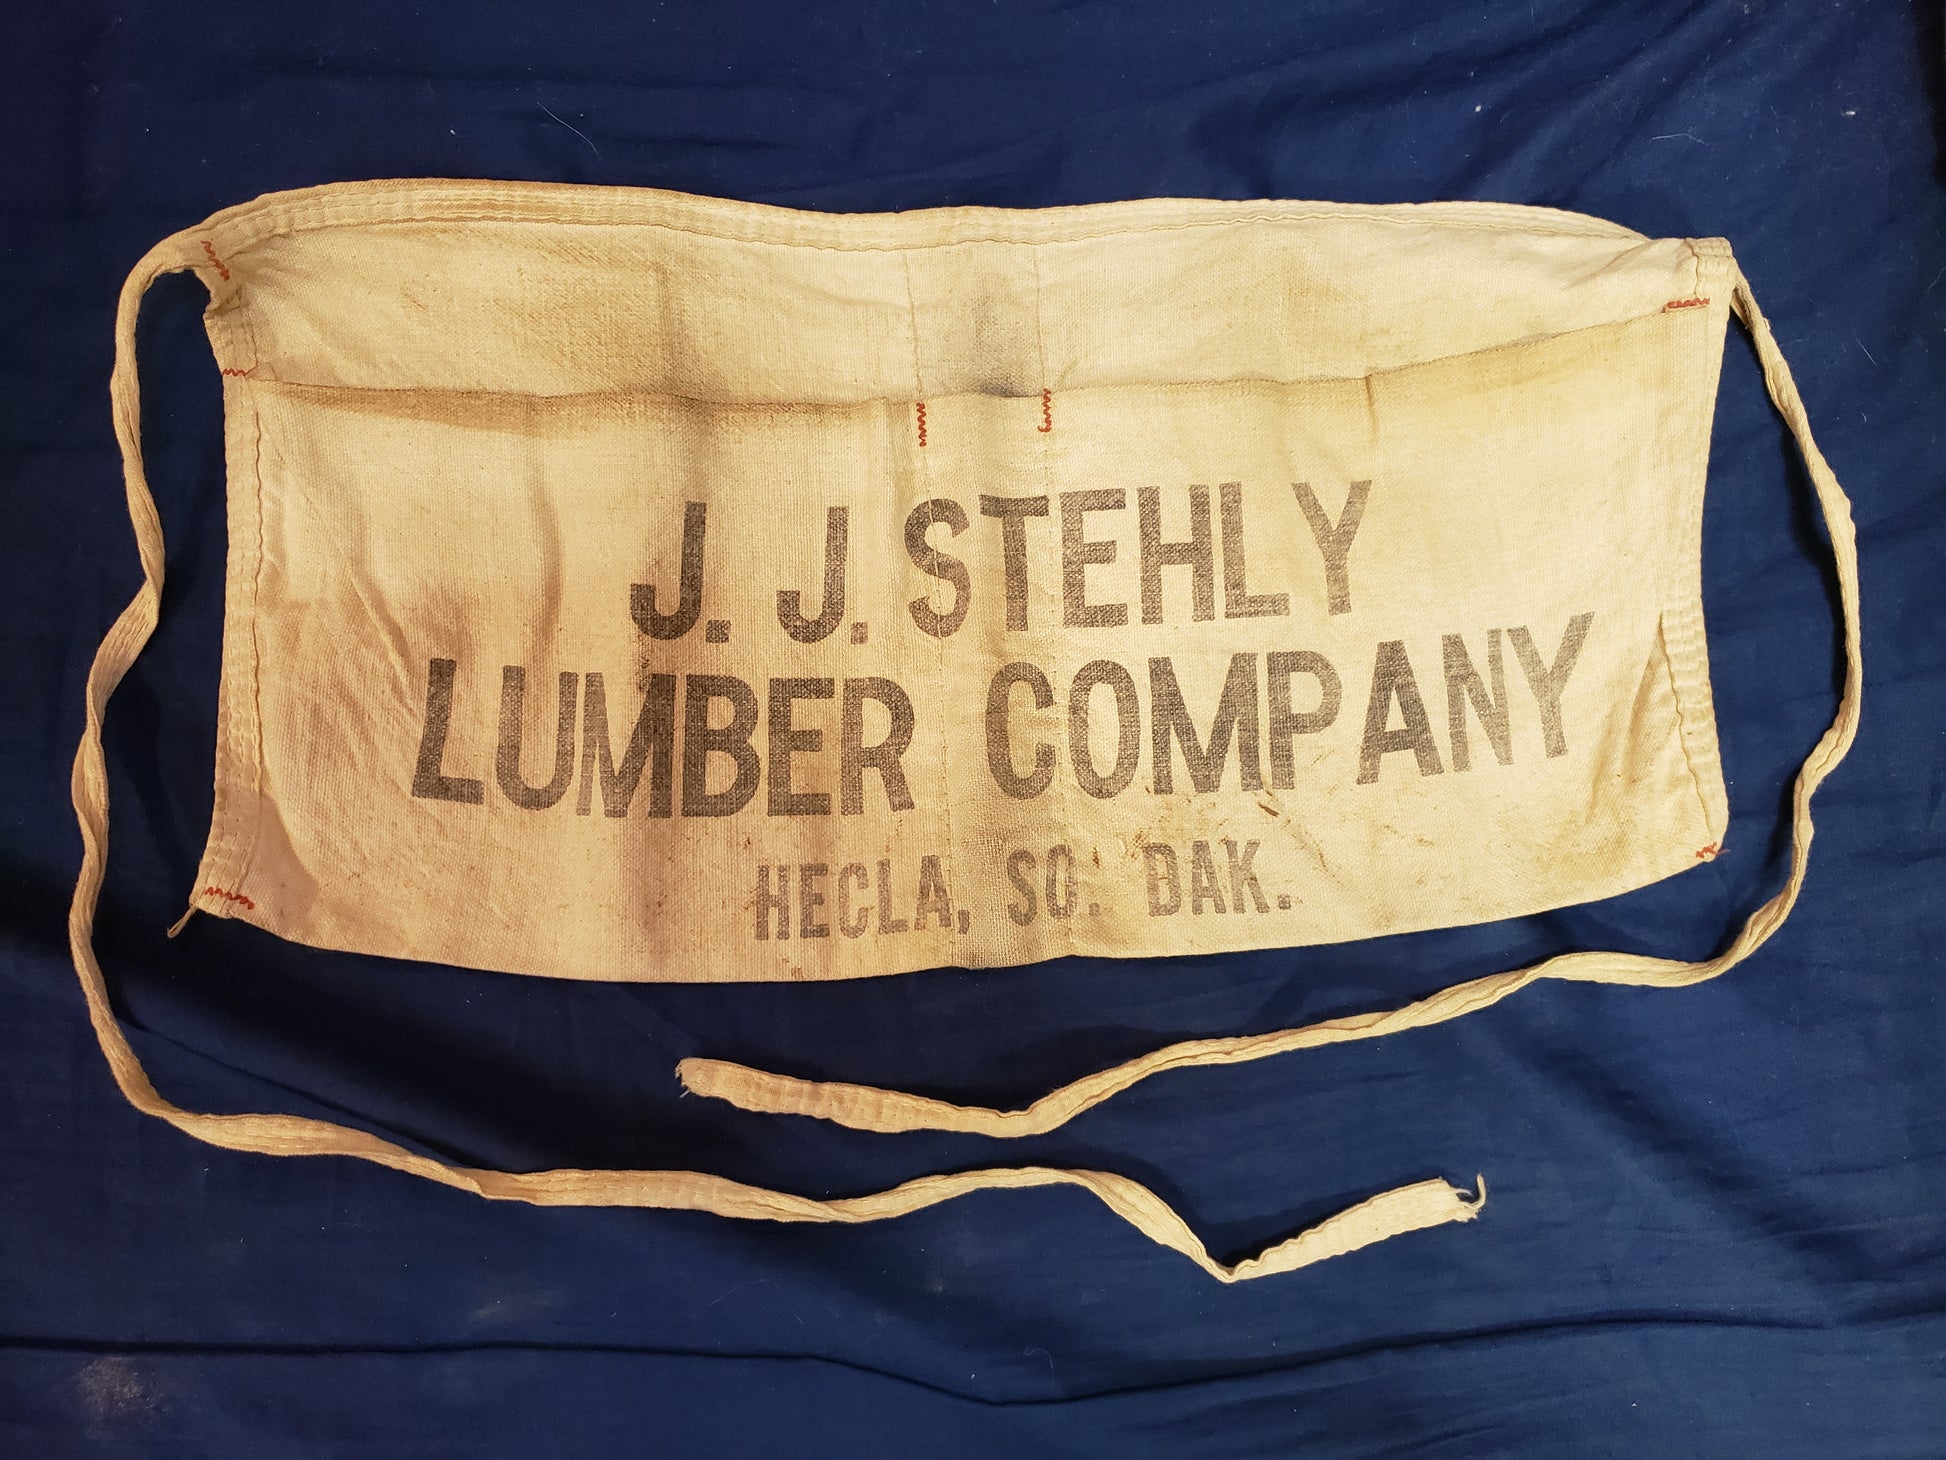 J. J. STEHLY
LUMBER COMPANY
HECLA, SO. DAK.